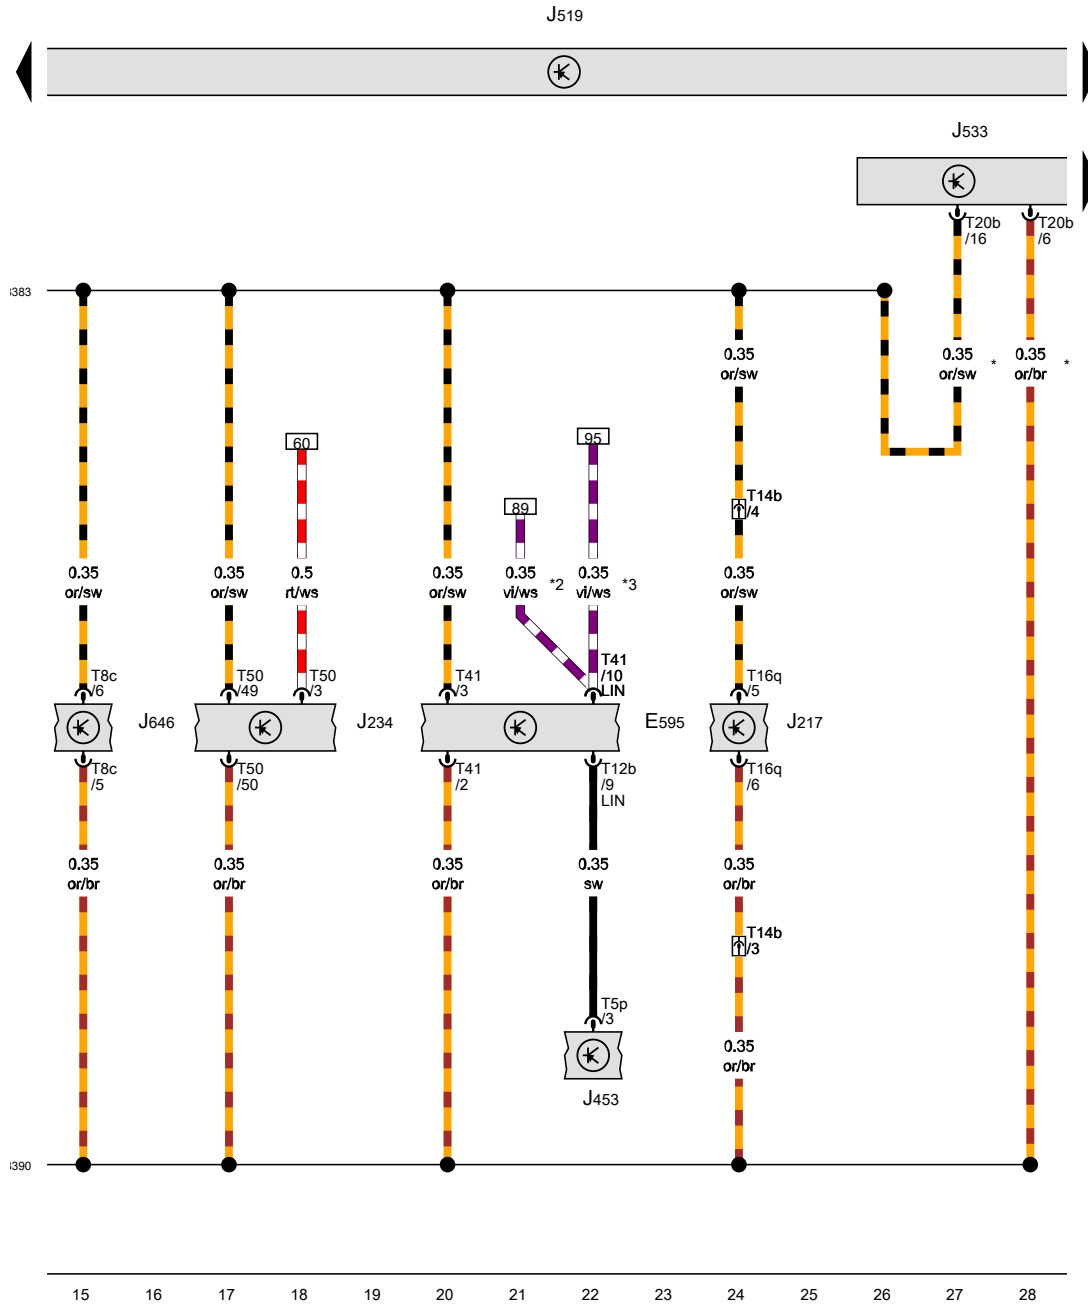 J519
J533
T20b
/16
T20b
/6
383
0.35
or/sw
0.35
or/sw
*
0.35
or/br
*
60
95
89
T14b
/4
0.35
or/sw
0.35
or/sw
0.5
rt/ws
0.35
or/sw
0.35
vi/ws
*2
0.35
vi/ws
*3
0.35
or/sw
T8c
/6
T50
/49
T50
/3
T41
/3
T41
/10
LIN
T16q
/5
J646
J234
E595
J217
T8c
/5
T50
/50
T41
/2
T12b
/9
LIN
T16q
/6
0.35
or/br
0.35
or/br
0.35
or/br
0.35
sw
0.35
or/br
T14b
/3
T5p
/3
0.35
or/br
J453
390
15 16 17 18 19 20 21 22 23 24 25 26 27 28